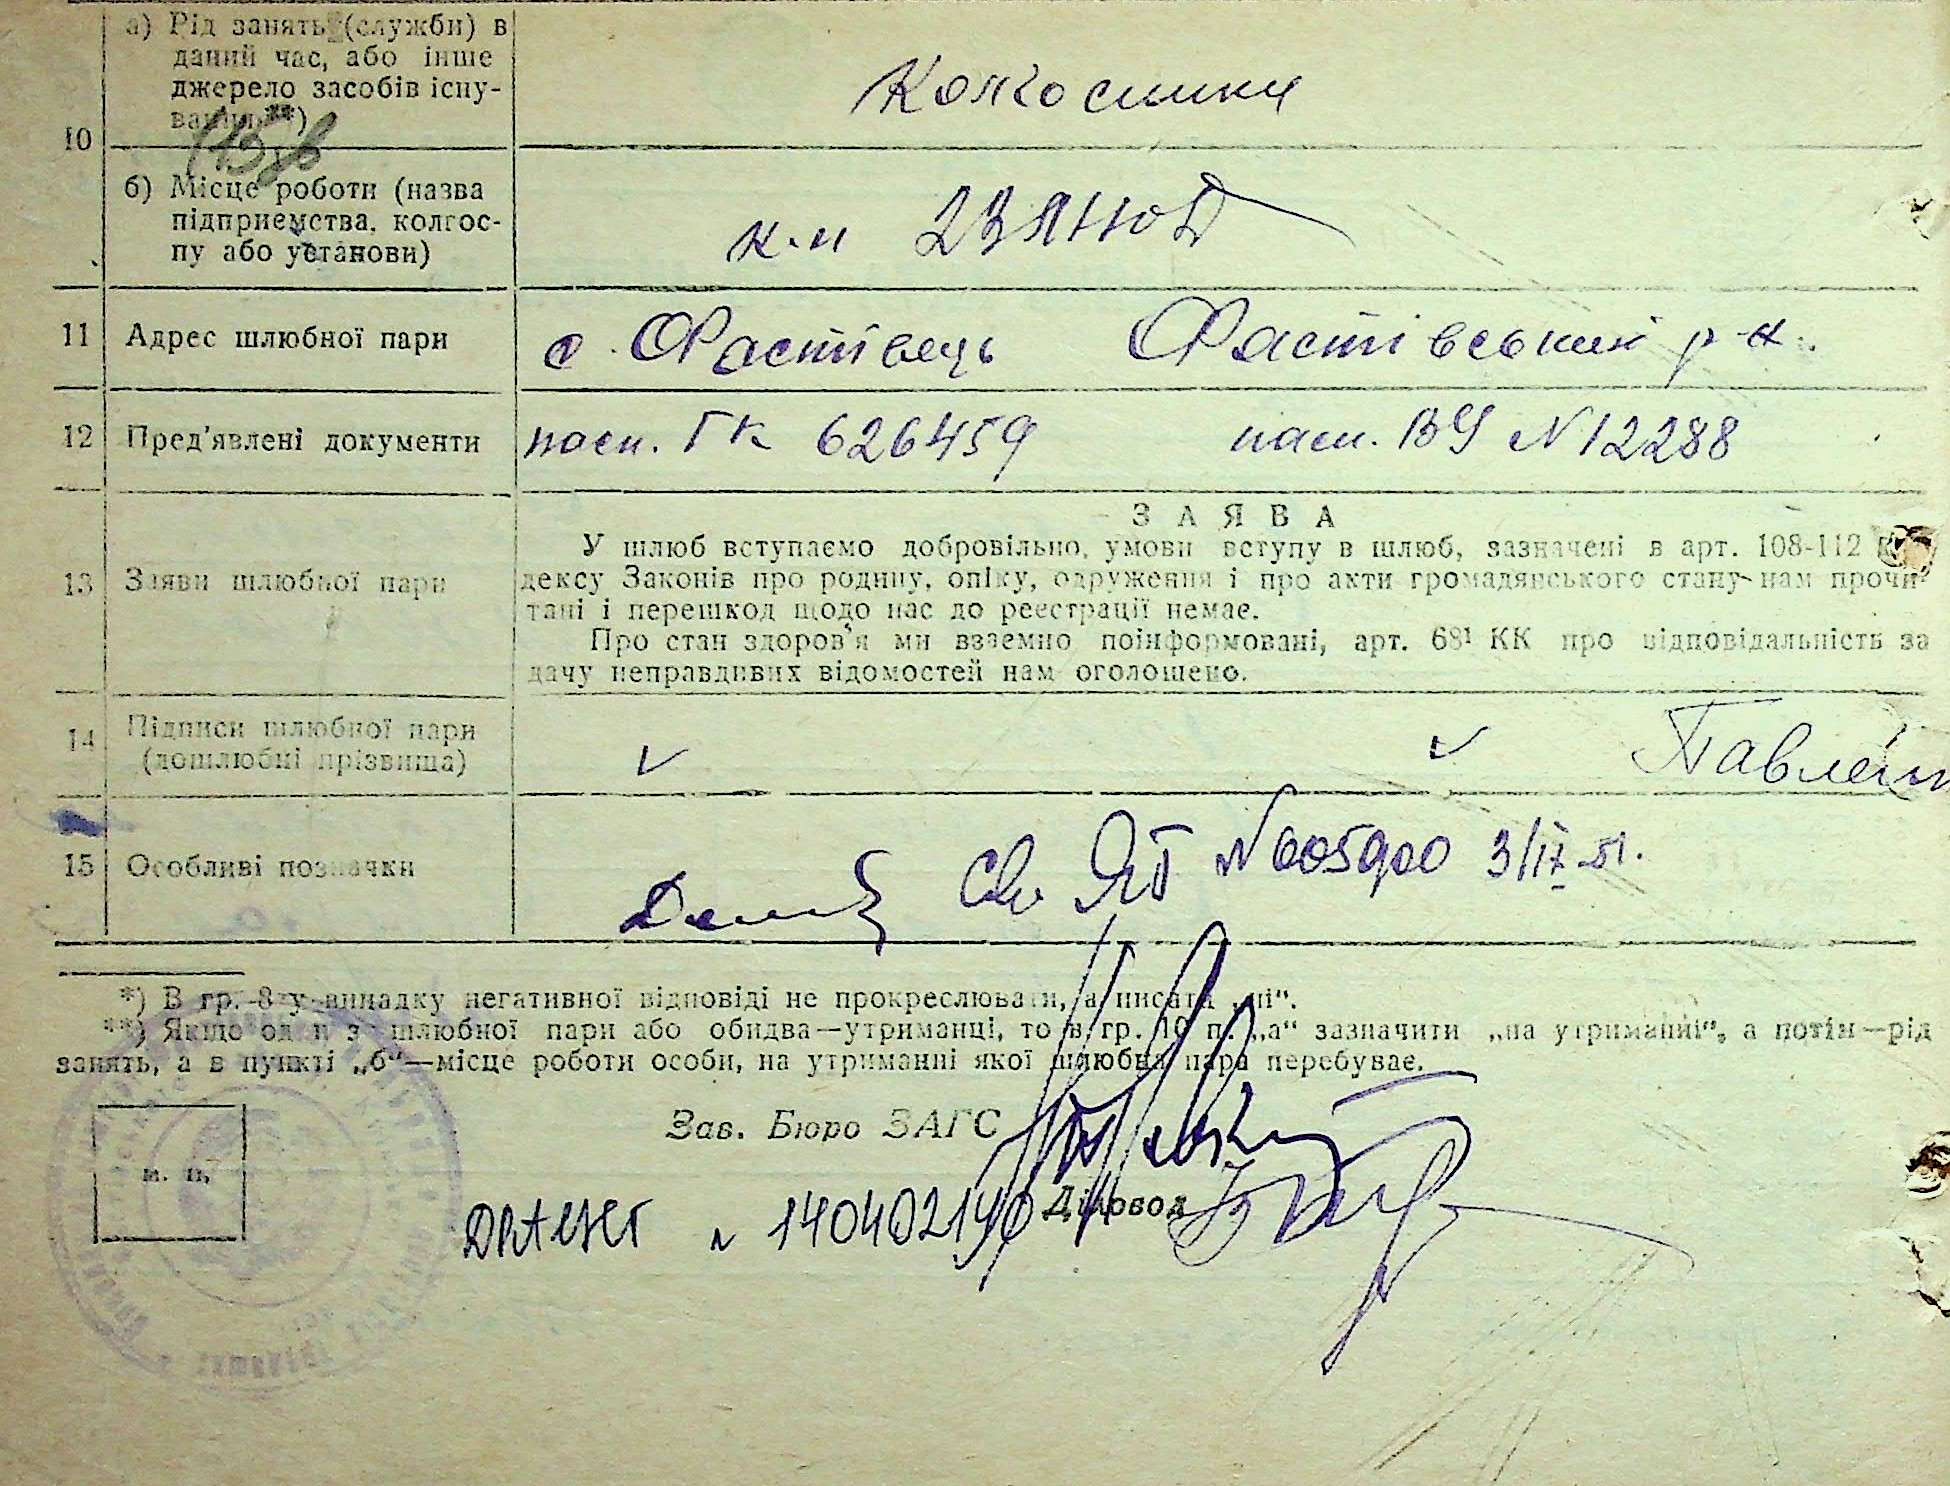 а) Рід занять (служби) в
даний час, або інше
джерело засобів існу-
вання**)
Колгоспники
10
(15)
б) Місце роботи (назва
підприємства, колгос-
пу або установи)
к-п
11 Адрес шлюбної пари с. Фастівець Фастівський р-н.
12 Пред'явлені документи пасп. ГК 626459 пасп. ВУ N 12288
13 Заяви шлюбної пари
ЗАЯВА
У шлюб вступаємо добровільно, умови вступу в шлюб, зазначені в арт. 108-112
дексу Законів про родину, опіку, одруження і про акти громадянського стану нам прочи
тані і перешкод щодо нас до реєстрації немає.
Про стан здоров'я ми взаємно поінформовані, арт. 68¹ КК про відповідальність за
дачу неправдивих відомостей нам оголошено.
14 Підписи шлюбної пари
(дошлюбні прізвища)
15 Особливі позначки
Св ЯТ N 005900 3/IV-51.
*) В гр. 8 у випадку негативної відповіді не прокреслювати, а писати „ні“.
**) Якщо один з шлюбної пари або обидва—утриманці, то в гр. 10 п. „а“ зазначити „на утриманні“, а потім—рід
занять, а в пункті „б“—місце роботи особи, на утриманні якої шлюбна пара перебуває.
Зав. Бюро ЗАГС
м. п.
Діловод